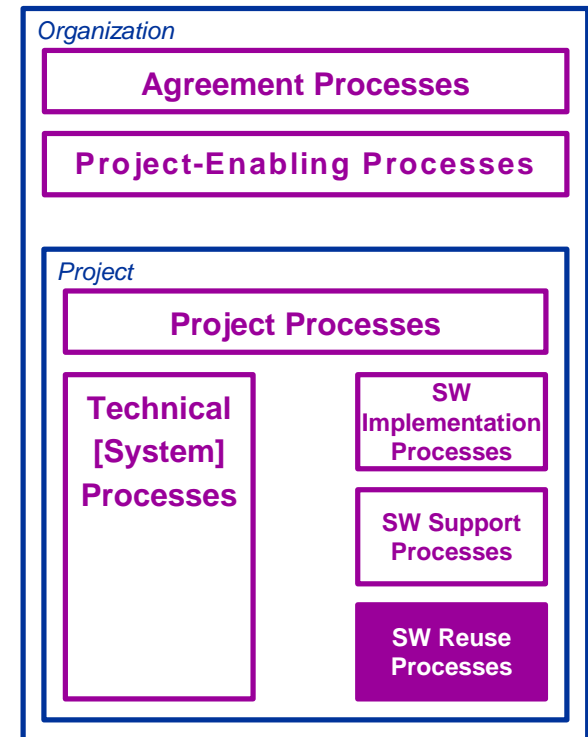 Organization
Agreement Processes
Project-Enabling Processes
Project
Project Processes
Technical
[System]
Processes
SW
Implementation
Processes
SW Support
Processes
SW Reuse
Processes